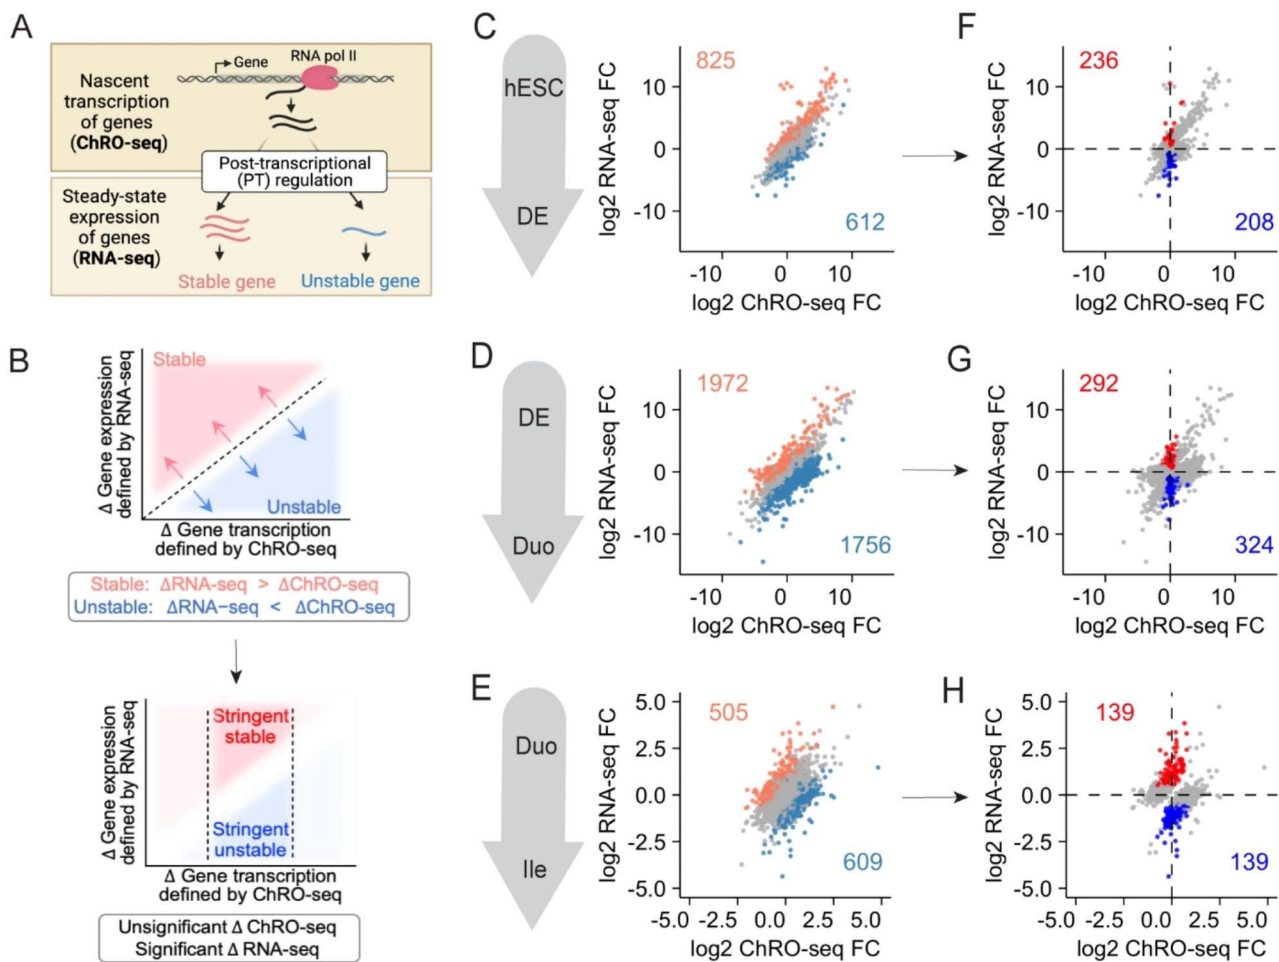 A
Gene
RNA pol II
Nascent
transcription
of genes
(ChRO-seq)
Post-transcriptional
(PT) regulation
Steady-state
expression
of genes
(RNA-seq)
Stable gene
Unstable gene
B
Δ Gene expression
defined by RNA-seq
Stable
Unstable
Δ Gene transcription
defined by ChRO-seq
Stable: ΔRNA-seq > ΔChRO-seq
Unstable: ΔRNA-seq < ΔChRO-seq
Δ Gene expression
defined by RNA-seq
Stringent
stable
Stringent
unstable
Δ Gene transcription
defined by ChRO-seq
Unsignificant Δ ChRO-seq
Significant Δ RNA-seq
C
hESC
DE
log2 RNA-seq FC
10
0
-10
825
612
-10 0 10
log2 ChRO-seq FC
F
log2 RNA-seq FC
10
0
-10
236
208
-10 0 10
log2 ChRO-seq FC
D
DE
Duo
log2 RNA-seq FC
10
0
-10
1972
1756
-10 0 10
log2 ChRO-seq FC
G
log2 RNA-seq FC
10
0
-10
292
324
-10 0 10
log2 ChRO-seq FC
E
Duo
Ile
log2 RNA-seq FC
5.0
2.5
0.0
-2.5
-5.0
505
609
-5.0 -2.5 0.0 2.5 5.0
log2 ChRO-seq FC
H
log2 RNA-seq FC
5.0
2.5
0.0
-2.5
-5.0
139
139
-5.0 -2.5 0.0 2.5 5.0
log2 ChRO-seq FC